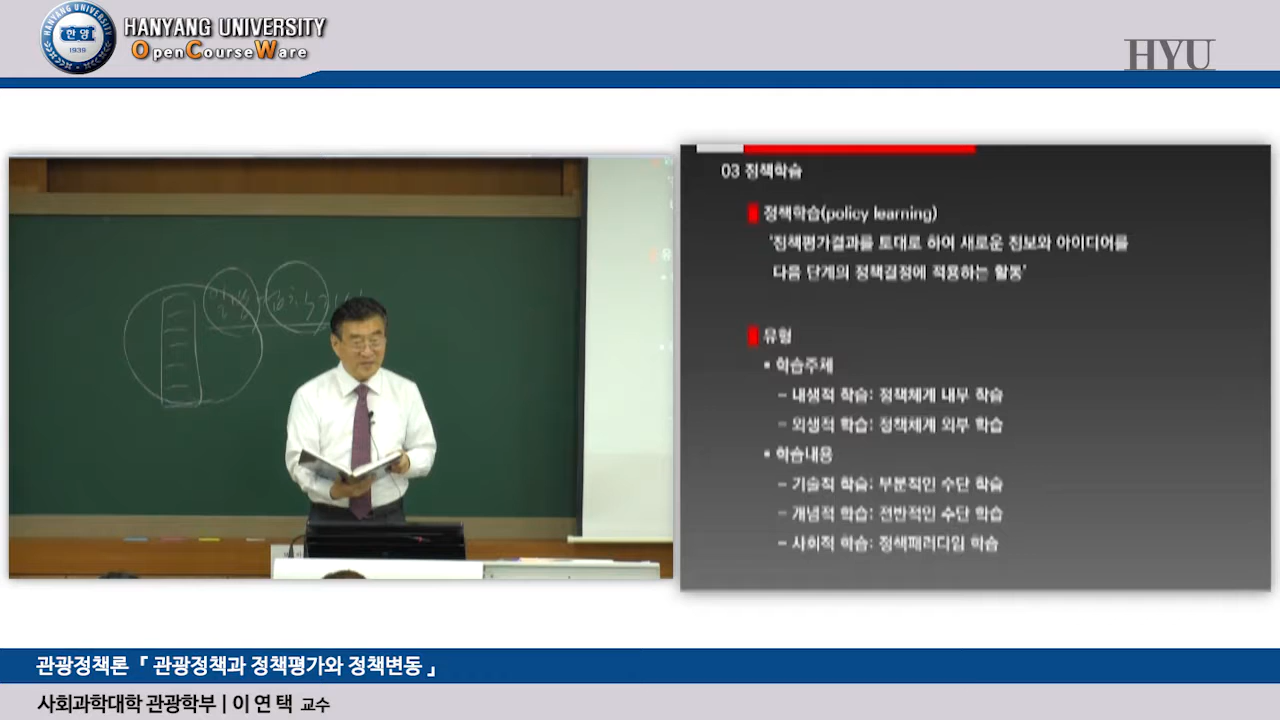 HANYANG UNIVERSITY
OpenCourseWare
HANYANG UNIVERSITY
한양
1939
HYU
03 정책학습
정책학습(policy learning)
'정책평가결과를 토대로 하여 새로운 정보와 아이디어를
다음 단계의 정책결정에 적용하는 활동'
유형
▪ 학습주체
- 내생적 학습: 정책체계 내부 학습
- 외생적 학습: 정책체계 외부 학습
▪ 학습내용
- 기술적 학습: 부분적인 수단 학습
- 개념적 학습: 전반적인 수단 학습
- 사회적 학습: 정책패러다임 학습
관광정책론 「 관광정책과 정책평가와 정책변동 」
사회과학대학 관광학부 | 이 연 택 교수